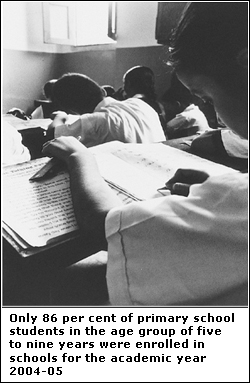 Only 86 per cent of primary school
students in the age group of five
to nine years were enrolled in
schools for the academic year
2004-05